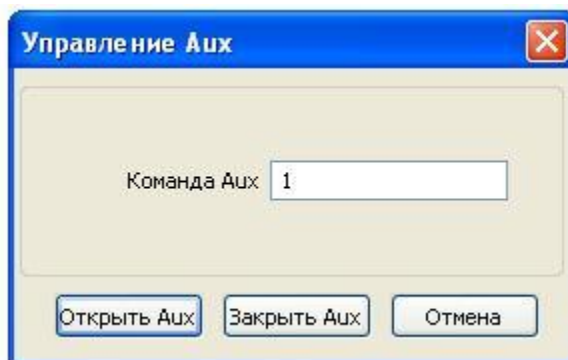 Управление Aux
Команда Aux 1
Открыть Aux Закрыть Aux Отмена